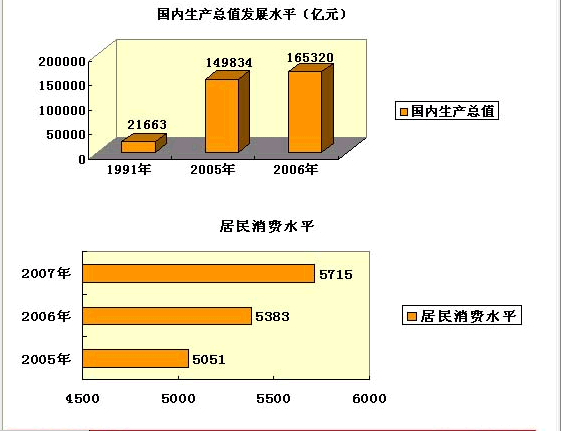 国内生产总值发展水平（亿元）
200000
150000
100000
50000
0
21663
149834
165320
1991年
2005年
2006年
国内生产总值
居民消费水平
2007年
5715
2006年
5383
2005年
5051
4500
5000
5500
6000
居民消费水平